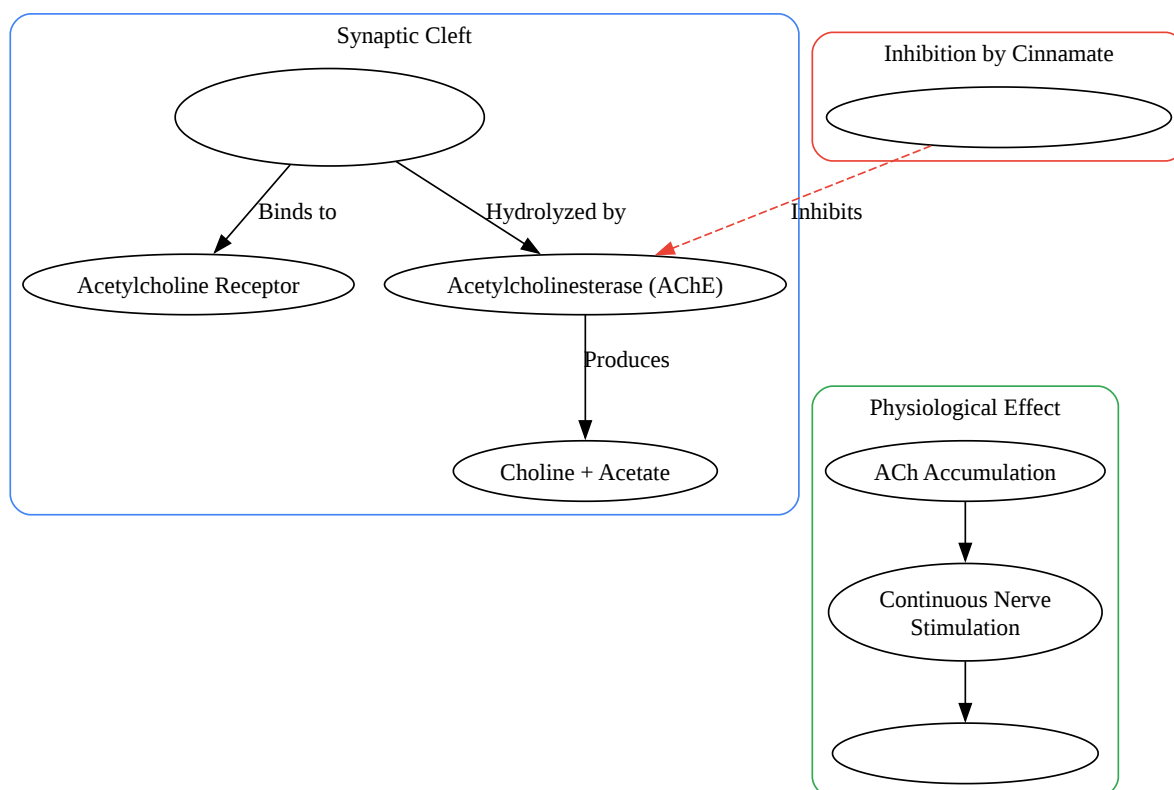 Synaptic Cleft
Inhibition by Cinnamate
Binds to
Hydrolyzed by
Inhibits
Acetylcholine Receptor
Acetylcholinesterase (AChE)
Produces
Physiological Effect
Choline + Acetate
ACh Accumulation
Continuous Nerve
Stimulation